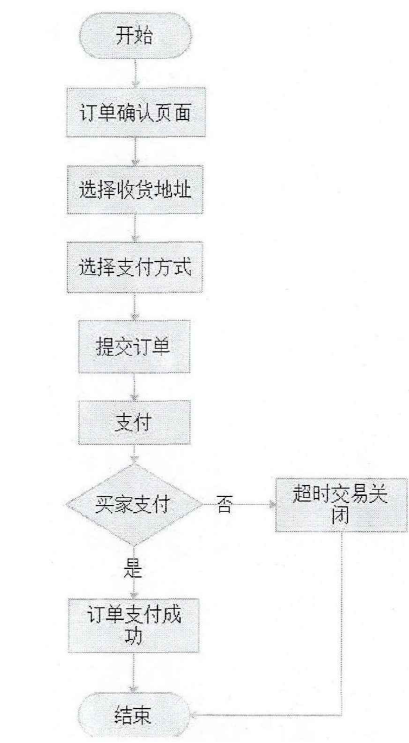 开始
订单确认页面
选择收货地址
选择支付方式
提交订单
支付
买家支付
否
超时交易关
闭
是
订单支付成
功
结束